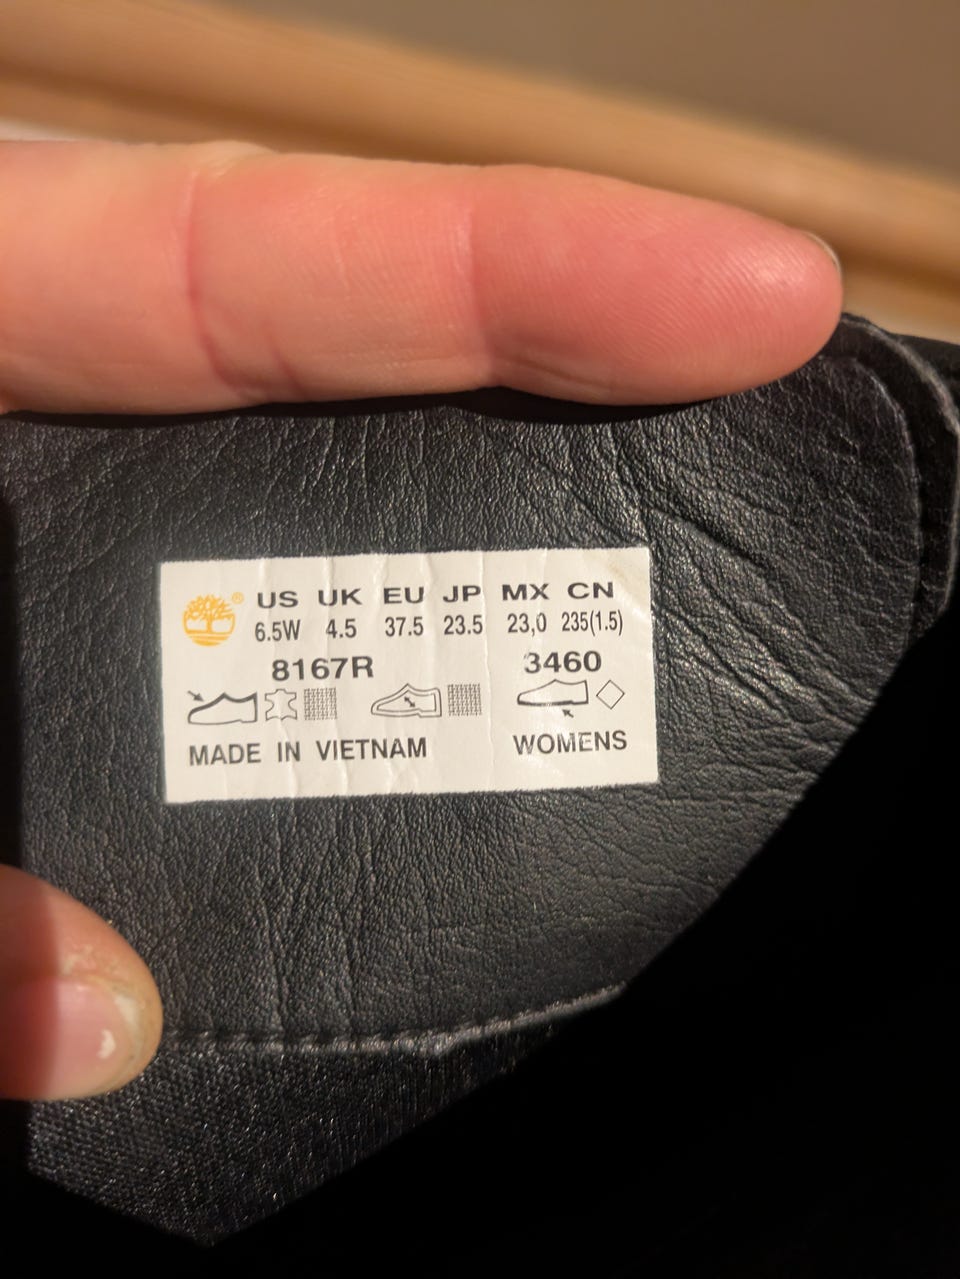 ® US UK EU JP MX CN
6.5W 4.5 37.5 23.5 23,0 235(1.5)
8167R 3460
MADE IN VIETNAM WOMENS